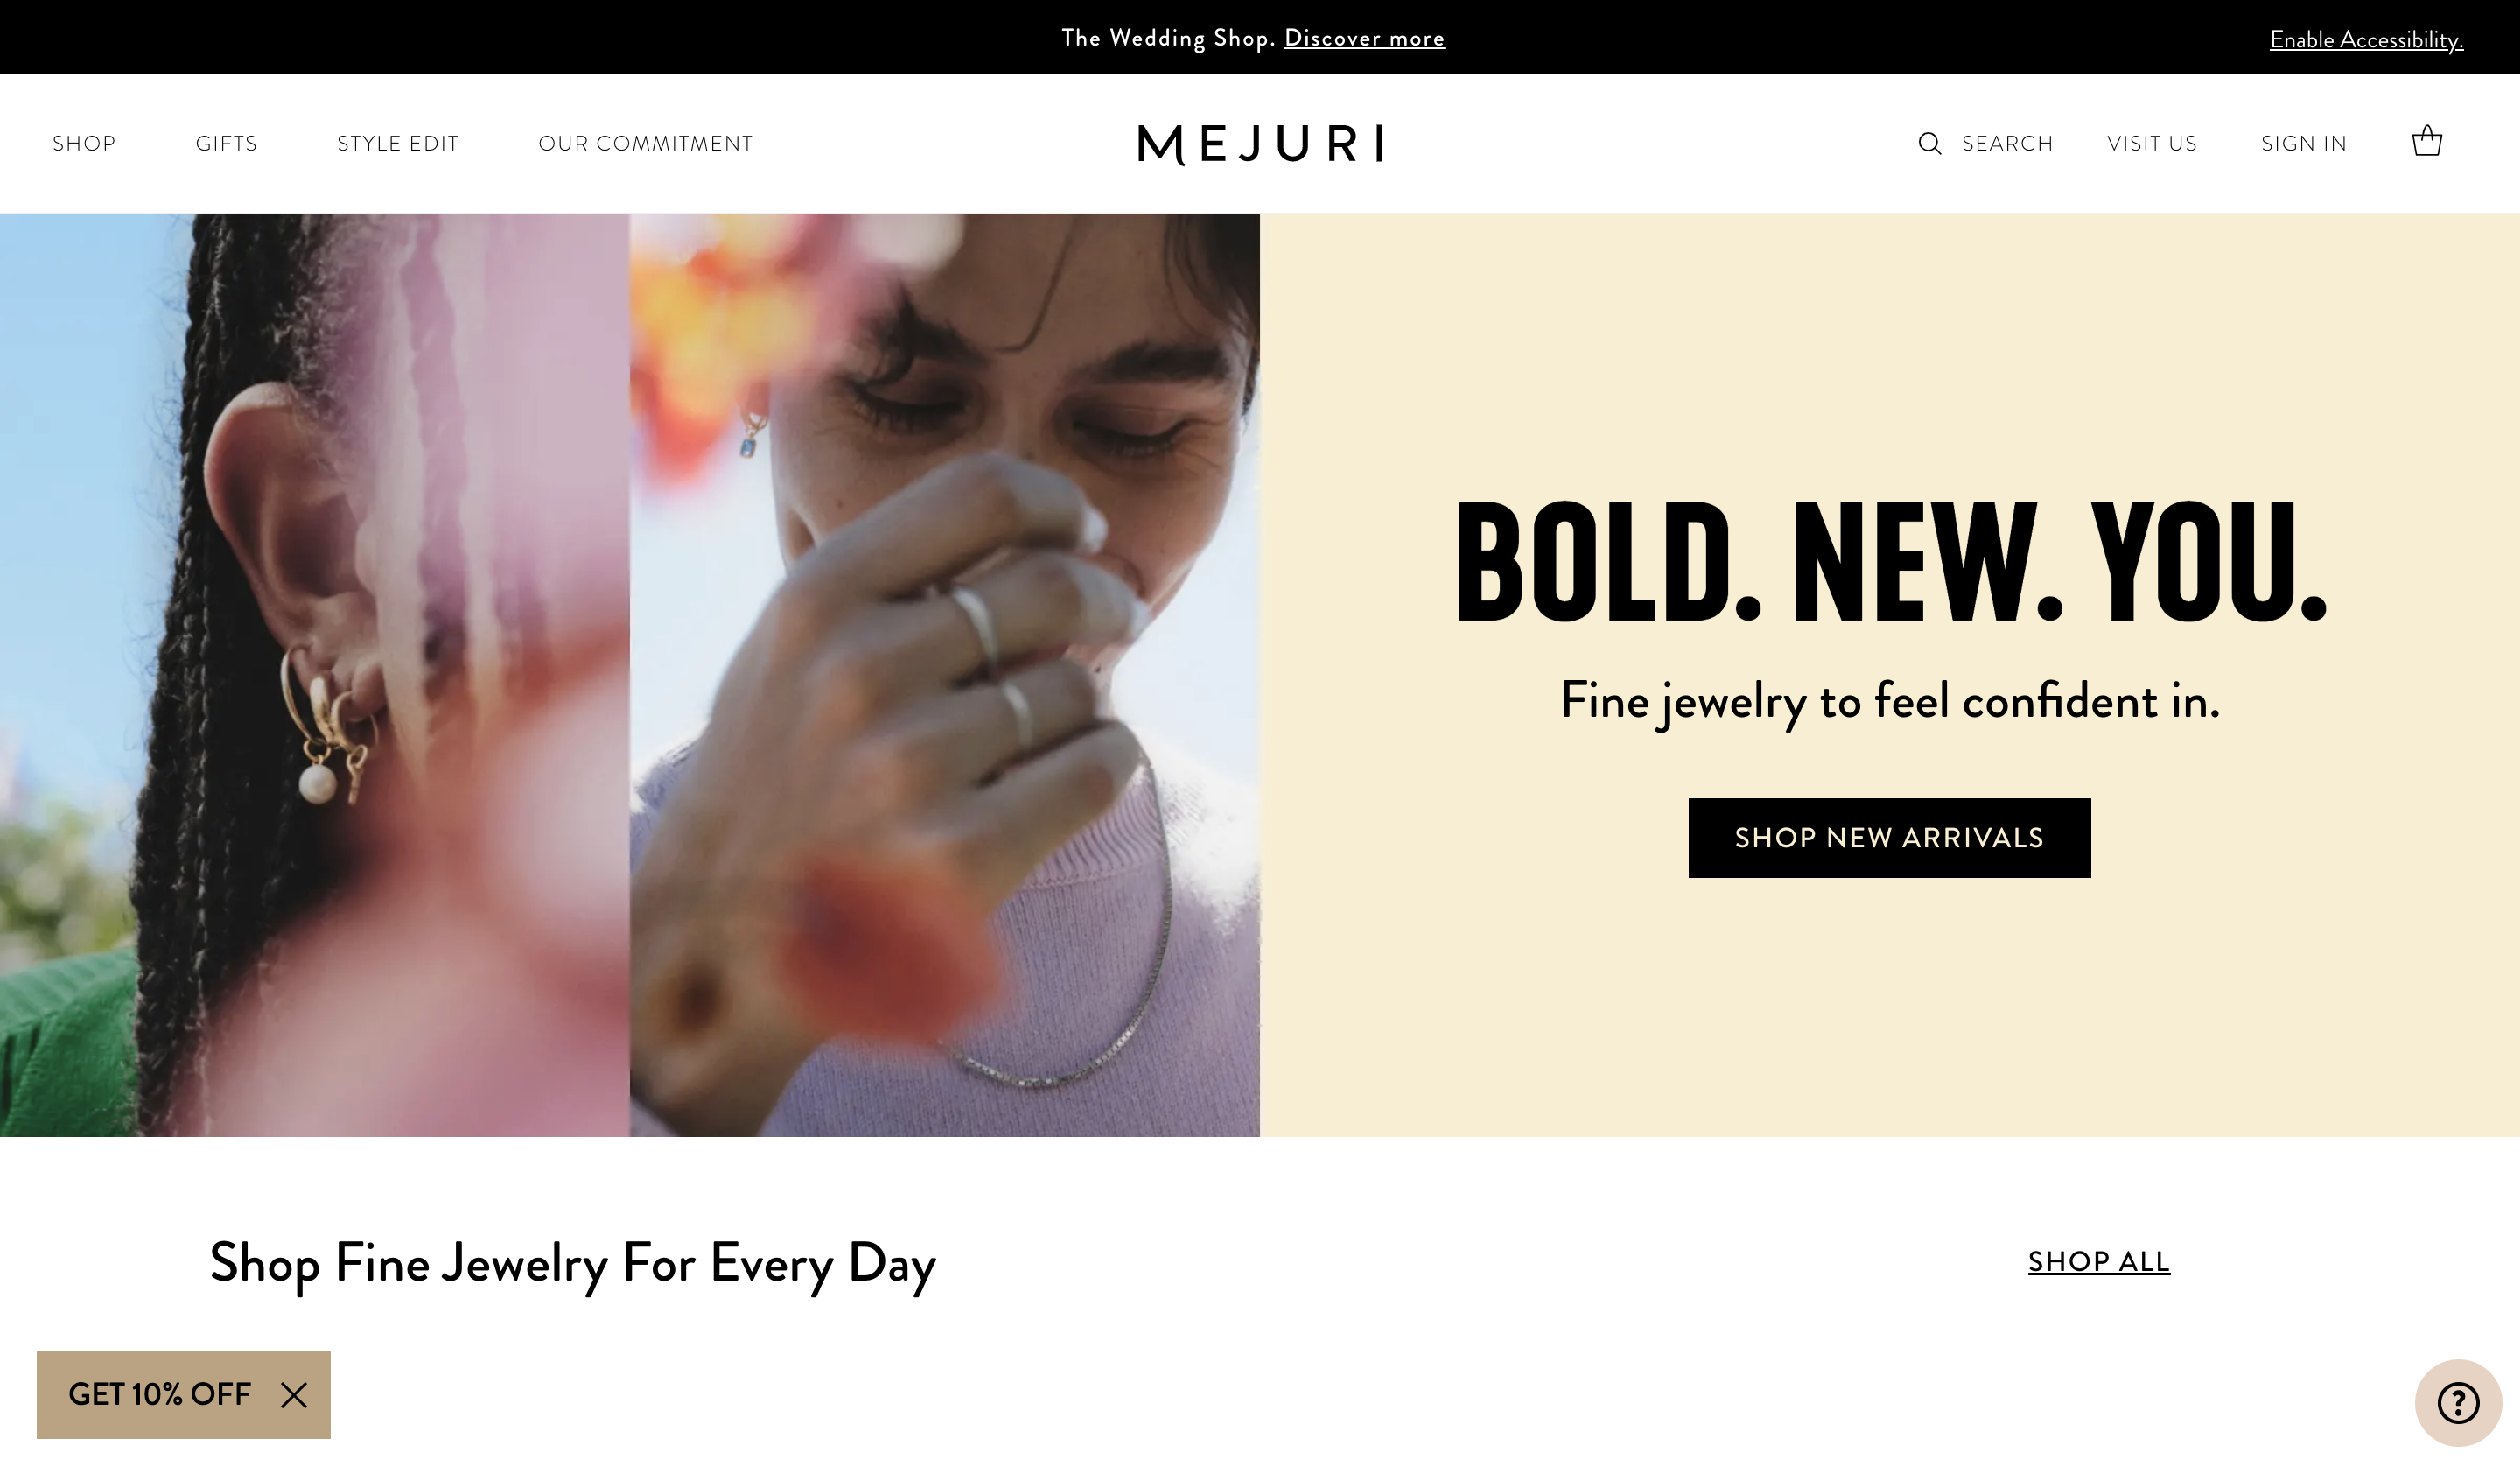 The Wedding Shop. Discover more
Enable Accessibility.
SHOP
GIFTS
STYLE EDIT
OUR COMMITMENT
MEJURI
SEARCH
VISIT US
SIGN IN
BOLD. NEW. YOU.
Fine jewelry to feel confident in.
SHOP NEW ARRIVALS
Shop Fine Jewelry For Every Day
SHOP ALL
GET 10% OFF
?